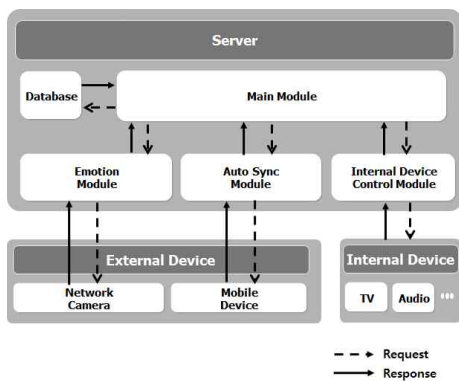 Server
Database
Main Module
Emotion
Module
Auto Sync
Module
Internal Device
Control Module
External Device
Internal Device
Network
Camera
Mobile
Device
TV
Audio
...
Request
Response